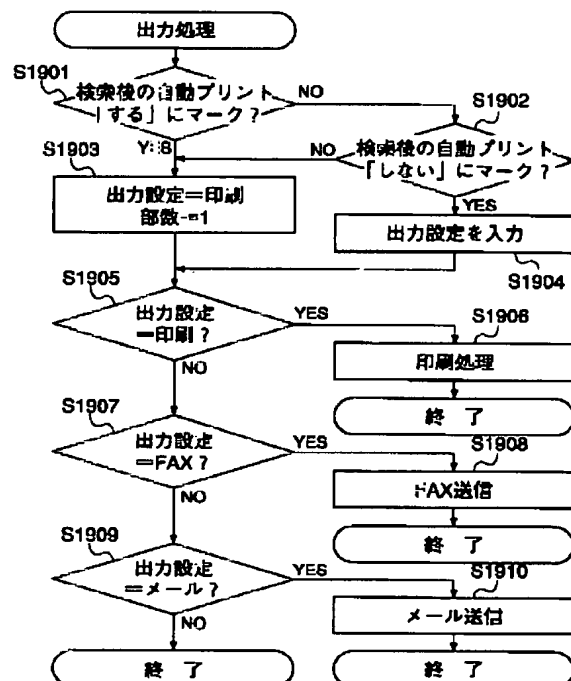 出力処理
S1901
検索後の自動プリント
「する」にマーク?
NO
S1902
検索後の自動プリント
「しない」にマーク?
NO
YES
YES
S1903
出力設定=印刷
部数=1
出力設定を入力
S1904
S1905
出力設定
=印刷?
YES
NO
S1906
印刷処理
終 了
S1907
出力設定
=FAX?
YES
NO
S1908
FAX送信
終 了
S1909
出力設定
=メール?
YES
NO
S1910
メール送信
終 了
終 了